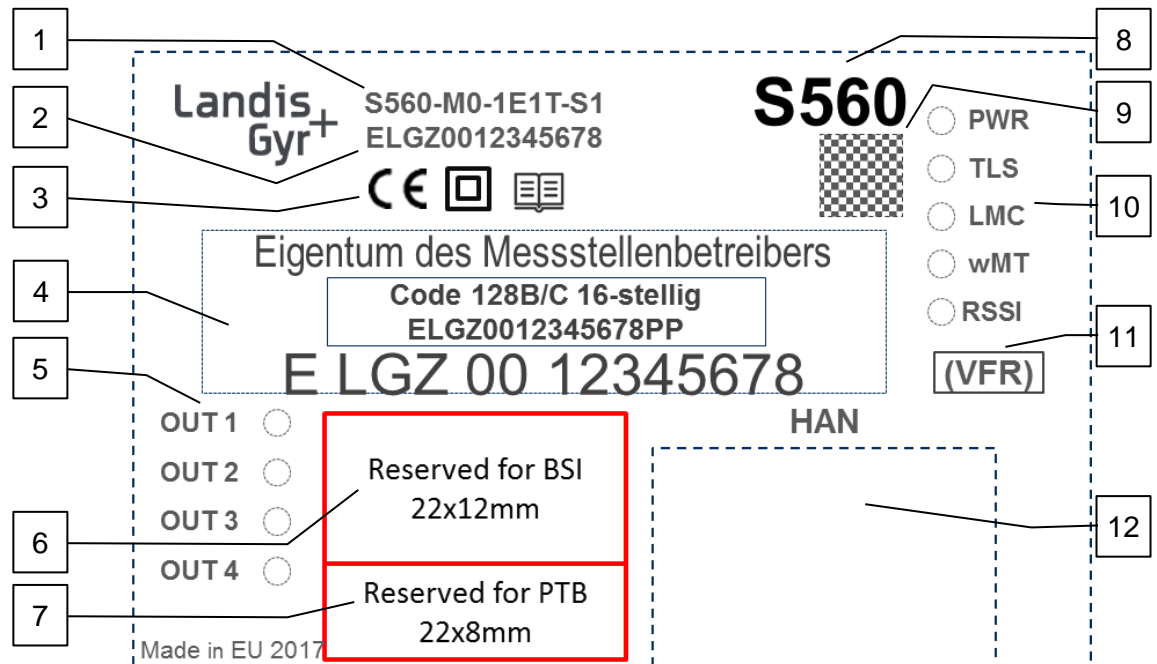 1
2
3
4
5
6
7
8
9
10
11
12
Landis
Gyr+
S560-M0-1E1T-S1
ELGZ0012345678
CE
S560
PWR
TLS
LMC
wMT
RSSI
(VFR)
Eigentum des Messstellenbetreibers
Code 128B/C 16-stellig
ELGZ0012345678PP
E LGZ 00 12345678
OUT 1
OUT 2
OUT 3
OUT 4
Reserved for BSI
22x12mm
Reserved for PTB
22x8mm
HAN
Made in EU 2017